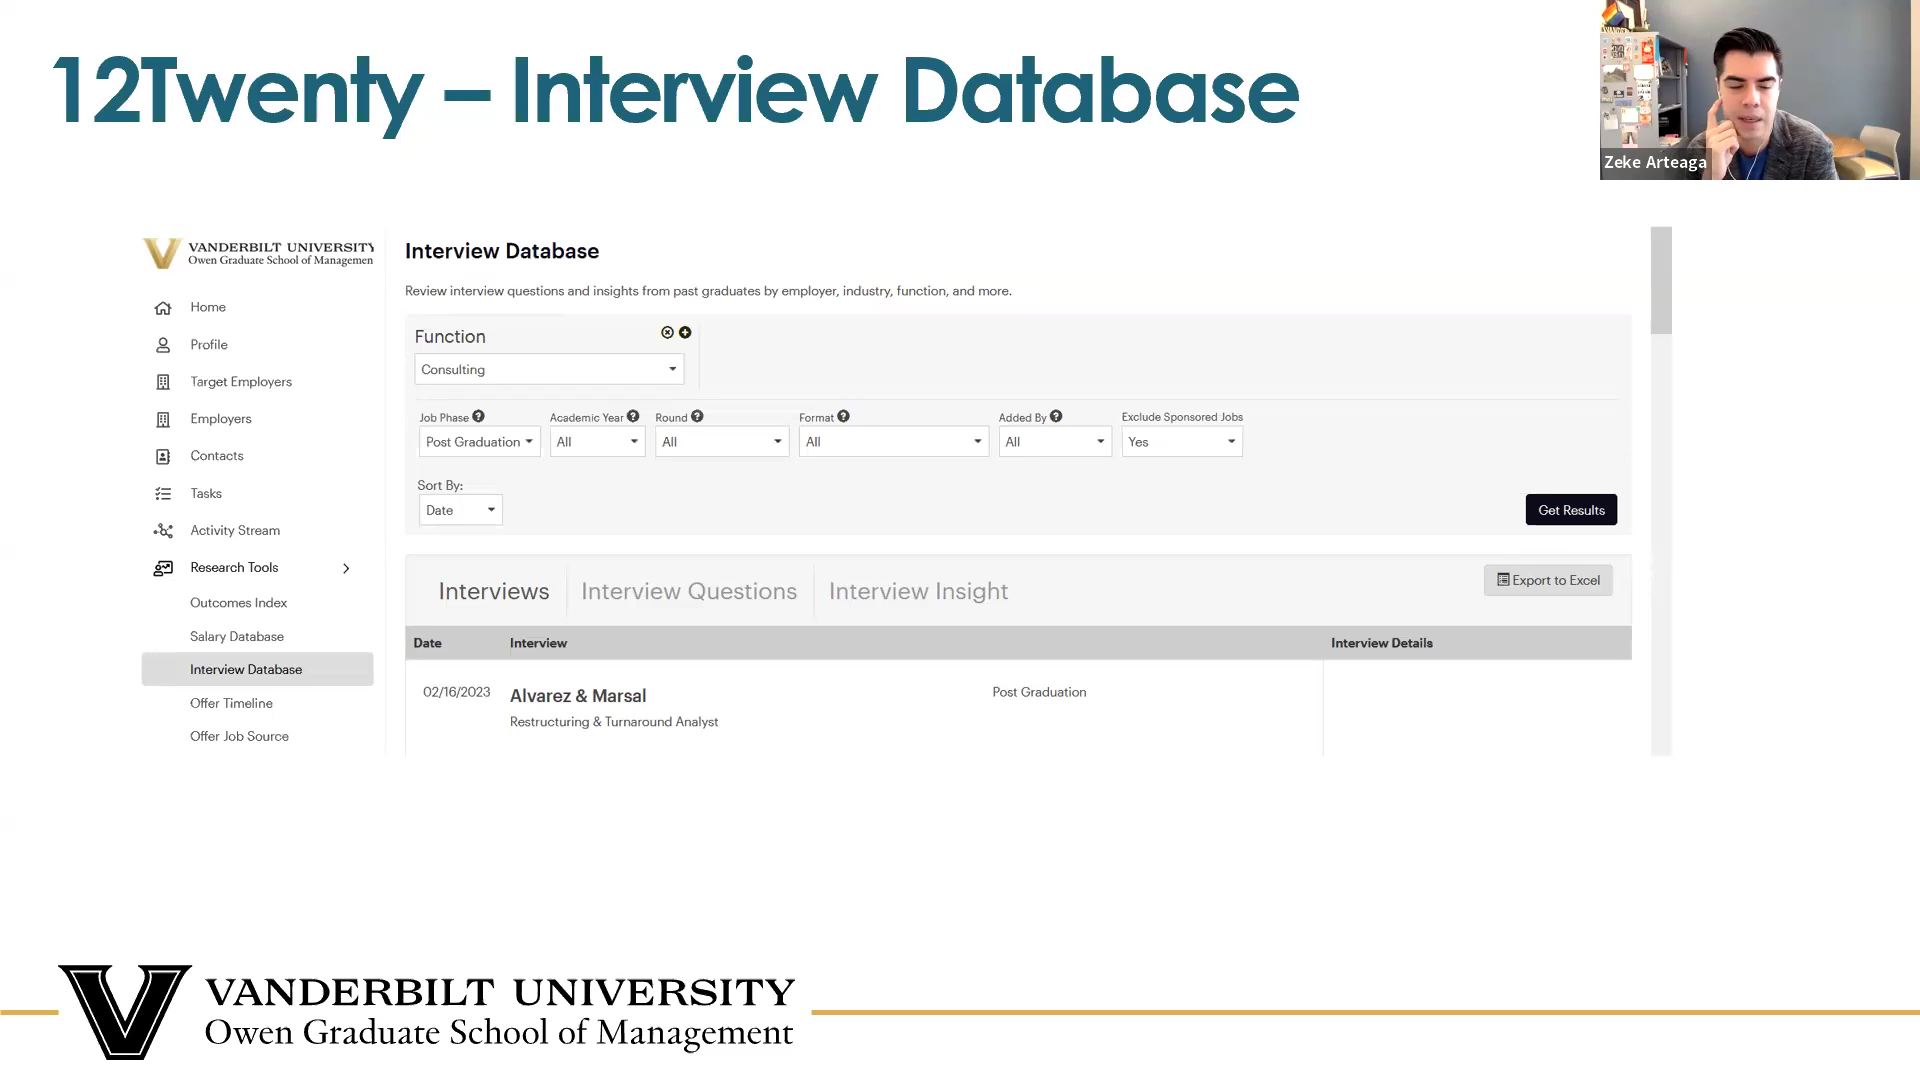 12Twenty – Interview Database
Zeke Arteaga
VANDERBILT UNIVERSITY
Owen Graduate School of Managemen
Home
Profile
Target Employers
Employers
Contacts
Tasks
Activity Stream
Research Tools
Outcomes Index
Salary Database
Interview Database
Offer Timeline
Offer Job Source
Interview Database
Review interview questions and insights from past graduates by employer, industry, function, and more.
Function
Consulting
Job Phase ? Academic Year ? Round ? Format ? Added By ? Exclude Sponsored Jobs
Post Graduation All All All All Yes
Sort By:
Date
Get Results
Interviews Interview Questions Interview Insight
Export to Excel
Date Interview Interview Details
02/16/2023 Alvarez & Marsal Post Graduation
Restructuring & Turnaround Analyst
VANDERBILT UNIVERSITY
Owen Graduate School of Management